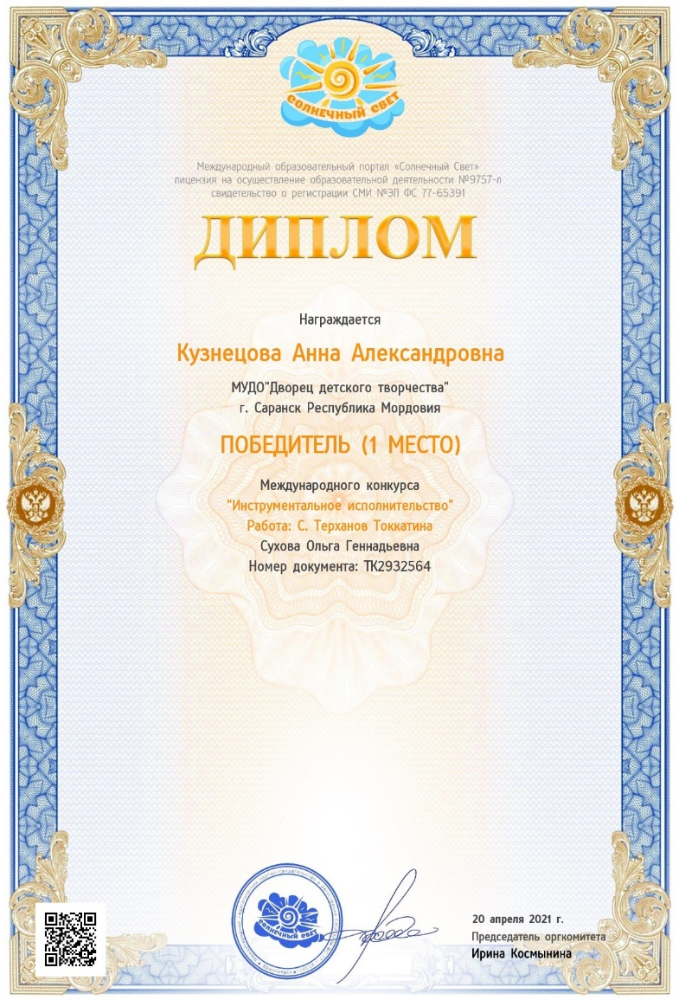 СОЛНЕЧНЫЙ СВЕТ
Международный образовательный портал «Солнечный Свет»
лицензия на осуществление образовательной деятельности №9757-л
свидетельство о регистрации СМИ №ЭЛ ФС 77-65391
ДИПЛОМ
Награждается
Кузнецова Анна Александровна
МУДО"Дворец детского творчества"
г. Саранск Республика Мордовия
ПОБЕДИТЕЛЬ (1 МЕСТО)
Международного конкурса
"Инструментальное исполнительство"
Работа: С. Терханов Токкатина
Сухова Ольга Геннадьевна
Номер документа: ТК2932564
СОЛНЕЧНЫЙ СВЕТ
20 апреля 2021 г.
Председатель оргкомитета
Ирина Космынина